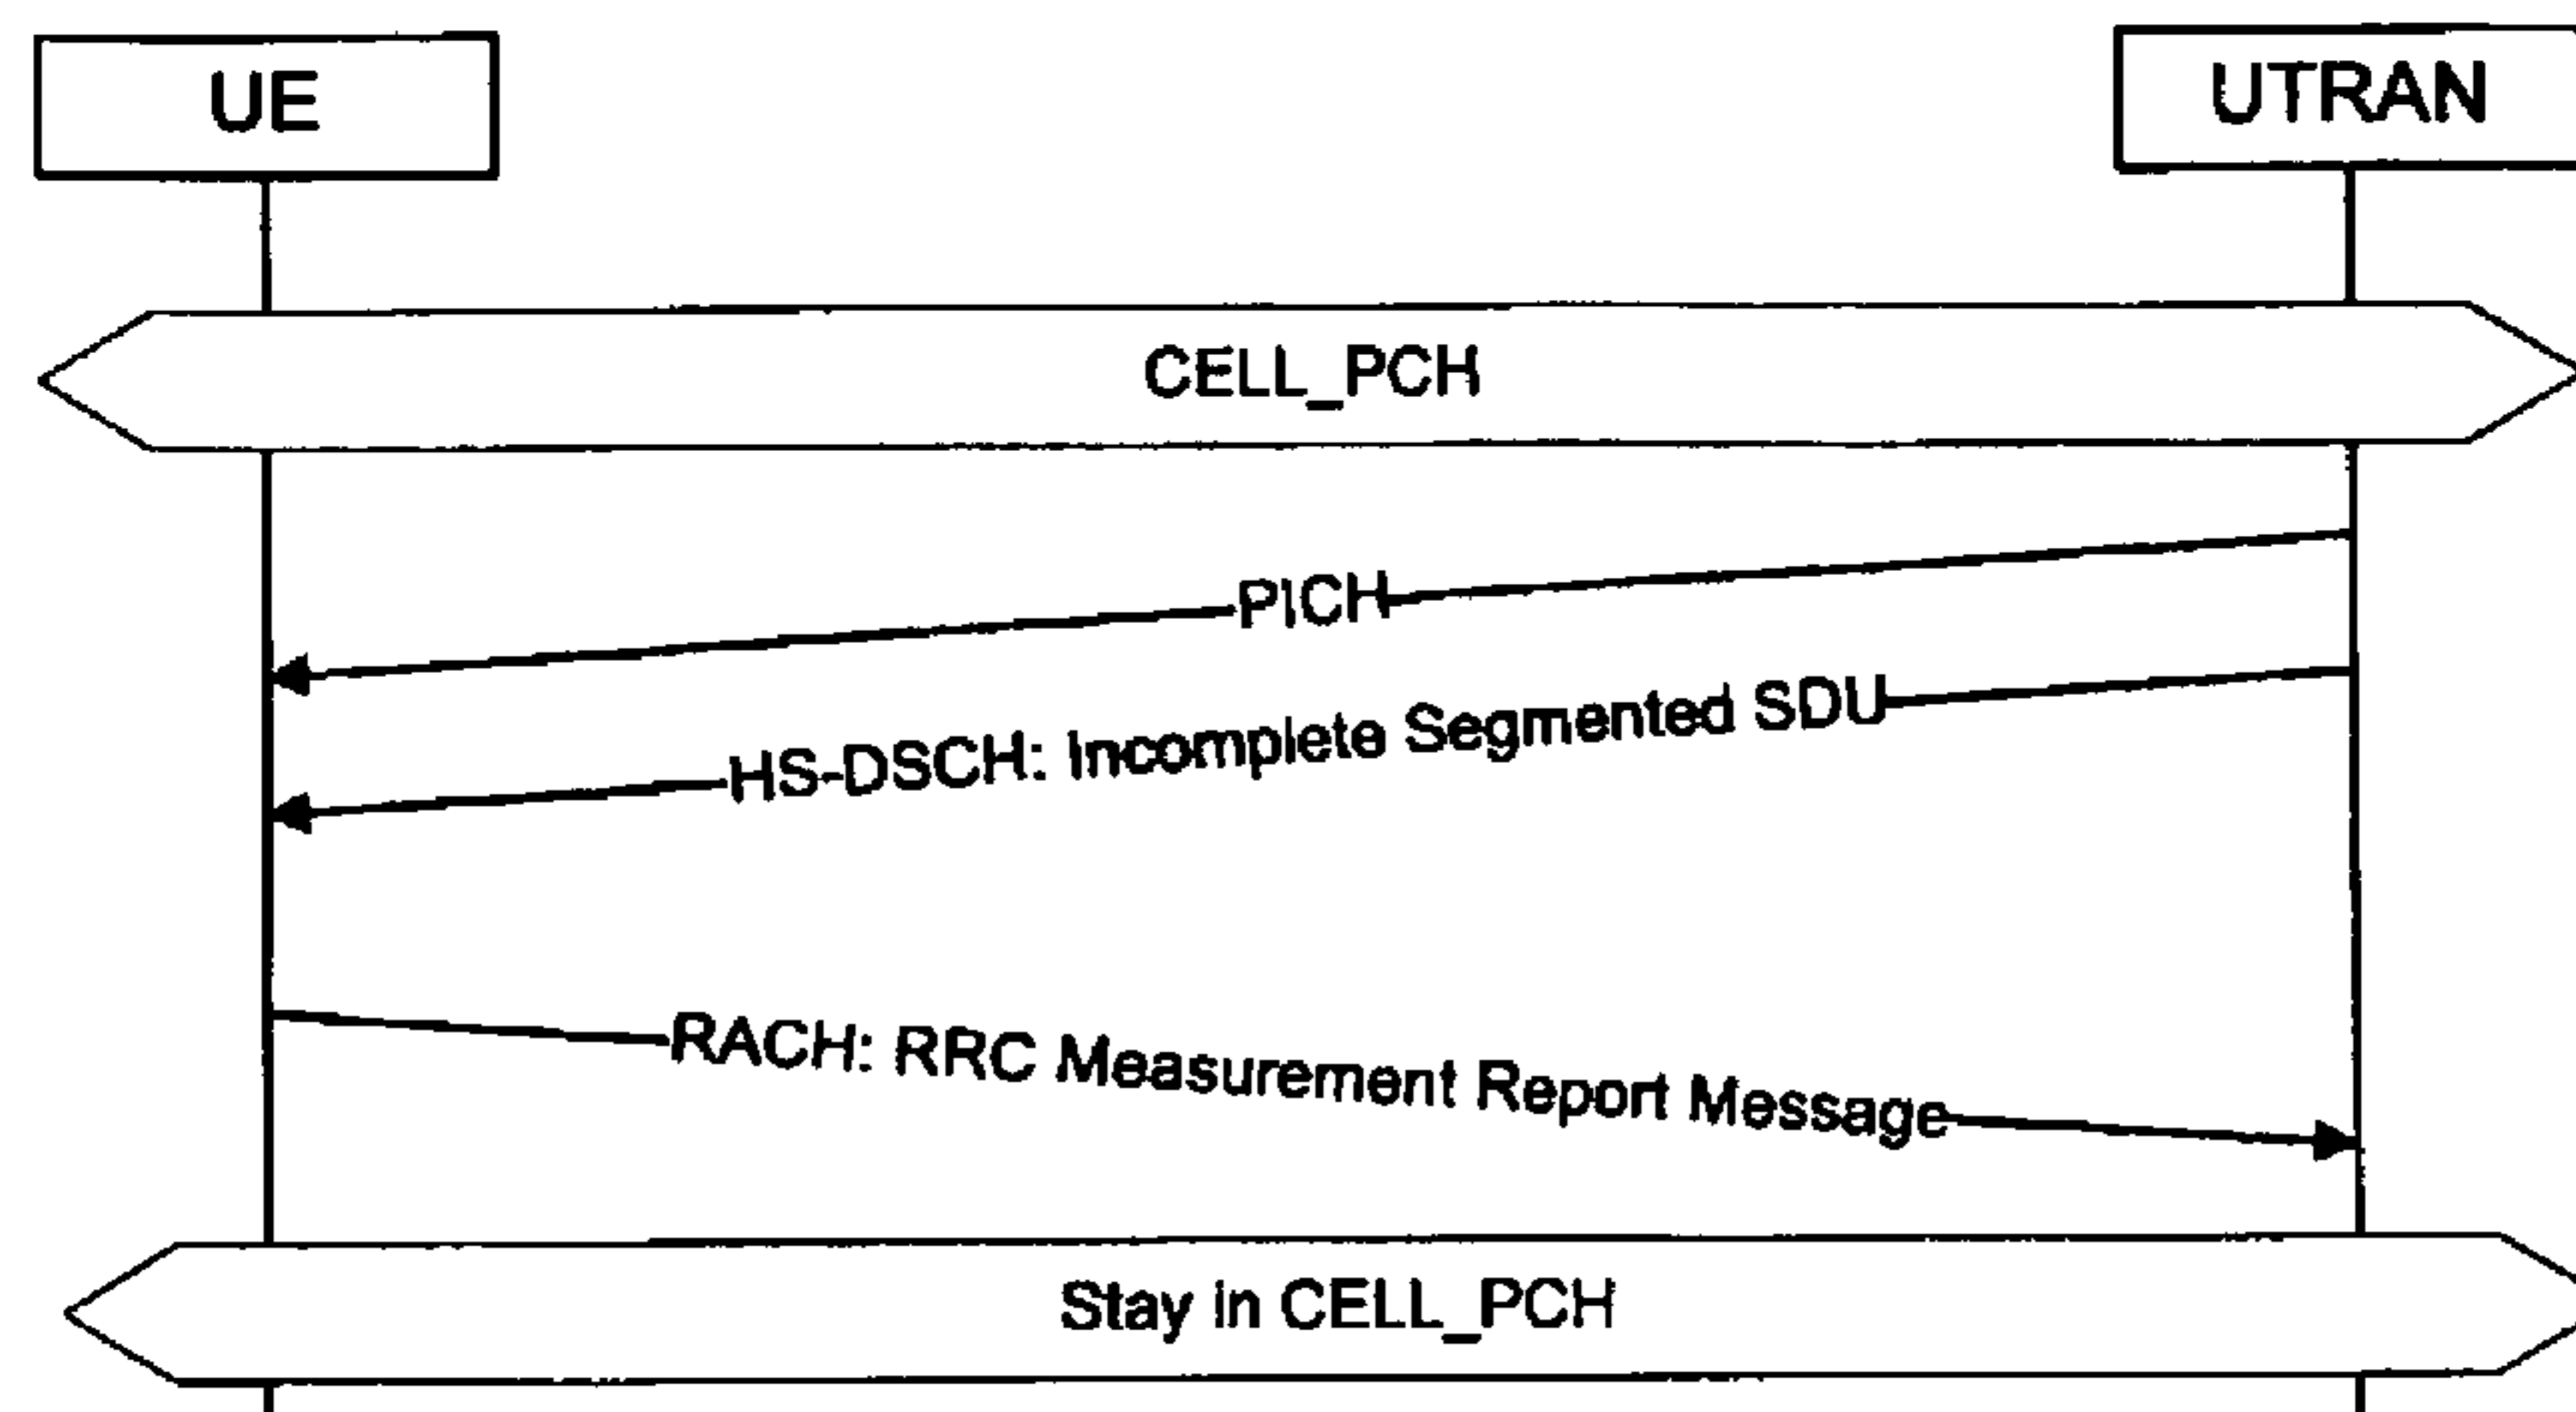 UE
UTRAN
CELL_PCH
PICH
HS-DSCH: Incomplete Segmented SDU
RACH: RRC Measurement Report Message
Stay in CELL_PCH